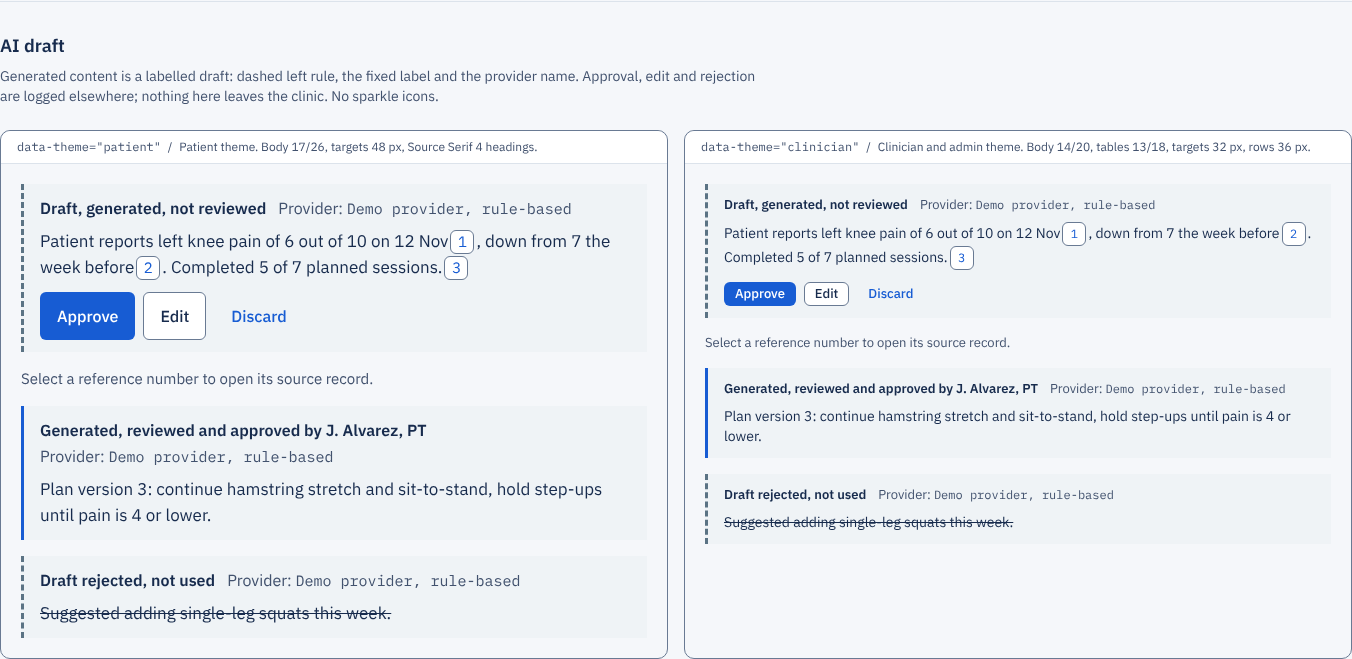 AI draft
Generated content is a labelled draft: dashed left rule, the fixed label and the provider name. Approval, edit and rejection
are logged elsewhere; nothing here leaves the clinic. No sparkle icons.
data-theme="patient" / Patient theme. Body 17/26, targets 48 px, Source Serif 4 headings.
Draft, generated, not reviewed Provider: Demo provider, rule-based
Patient reports left knee pain of 6 out of 10 on 12 Nov 1 , down from 7 the
week before 2 . Completed 5 of 7 planned sessions. 3
Approve Edit Discard
Select a reference number to open its source record.
Generated, reviewed and approved by J. Alvarez, PT
Provider: Demo provider, rule-based
Plan version 3: continue hamstring stretch and sit-to-stand, hold step-ups
until pain is 4 or lower.
Draft rejected, not used Provider: Demo provider, rule-based
Suggested adding single-leg squats this week.
data-theme="clinician" / Clinician and admin theme. Body 14/20, tables 13/18, targets 32 px, rows 36 px.
Draft, generated, not reviewed Provider: Demo provider, rule-based
Patient reports left knee pain of 6 out of 10 on 12 Nov 1 , down from 7 the week before 2 .
Completed 5 of 7 planned sessions. 3
Approve Edit Discard
Select a reference number to open its source record.
Generated, reviewed and approved by J. Alvarez, PT Provider: Demo provider, rule-based
Plan version 3: continue hamstring stretch and sit-to-stand, hold step-ups until pain is 4 or
lower.
Draft rejected, not used Provider: Demo provider, rule-based
Suggested adding single-leg squats this week.